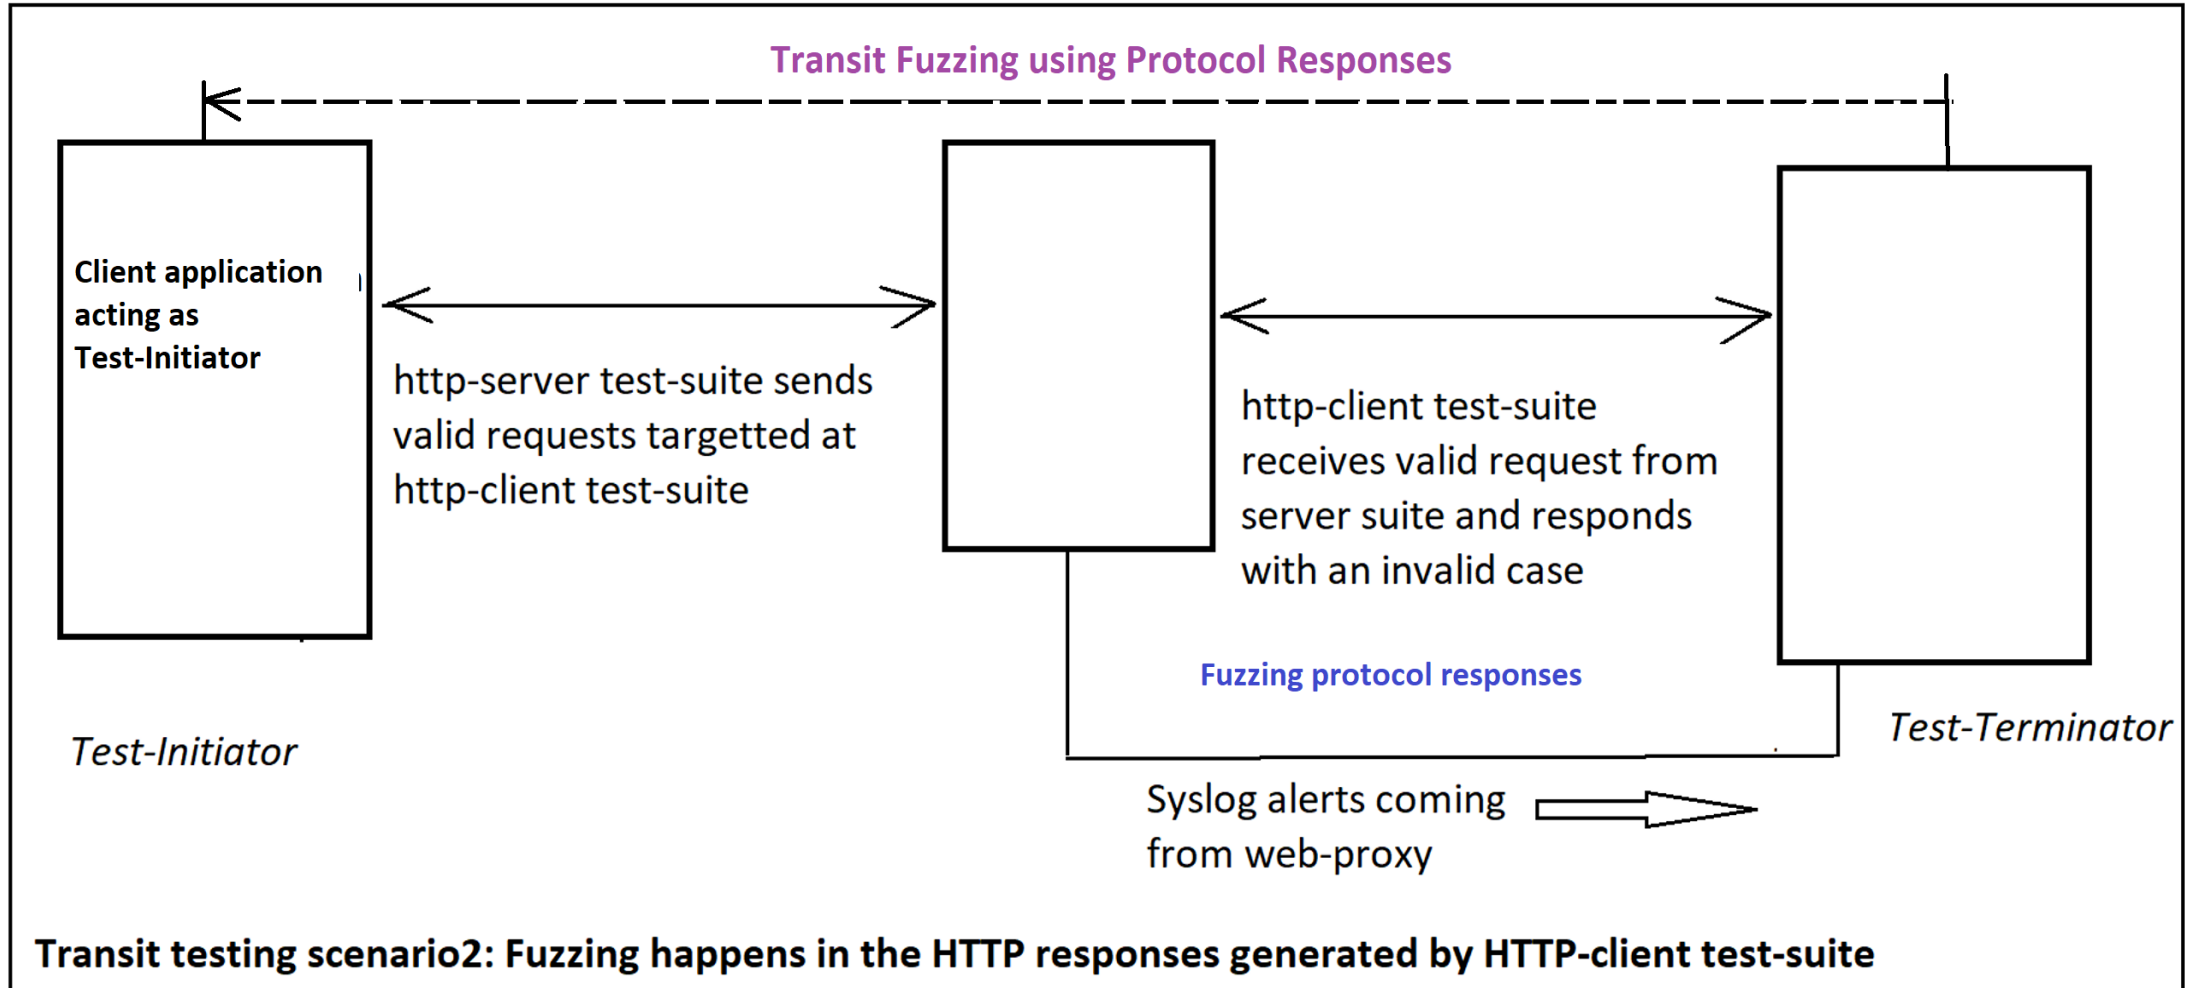 Transit Fuzzing using Protocol Responses
Client application
acting as
Test-Initiator
http-server test-suite sends
valid requests targetted at
http-client test-suite
http-client test-suite
receives valid request from
server suite and responds
with an invalid case
Fuzzing protocol responses
Test-Initiator
Test-Terminator
Syslog alerts coming
from web-proxy
Transit testing scenario2: Fuzzing happens in the HTTP responses generated by HTTP-client test-suite